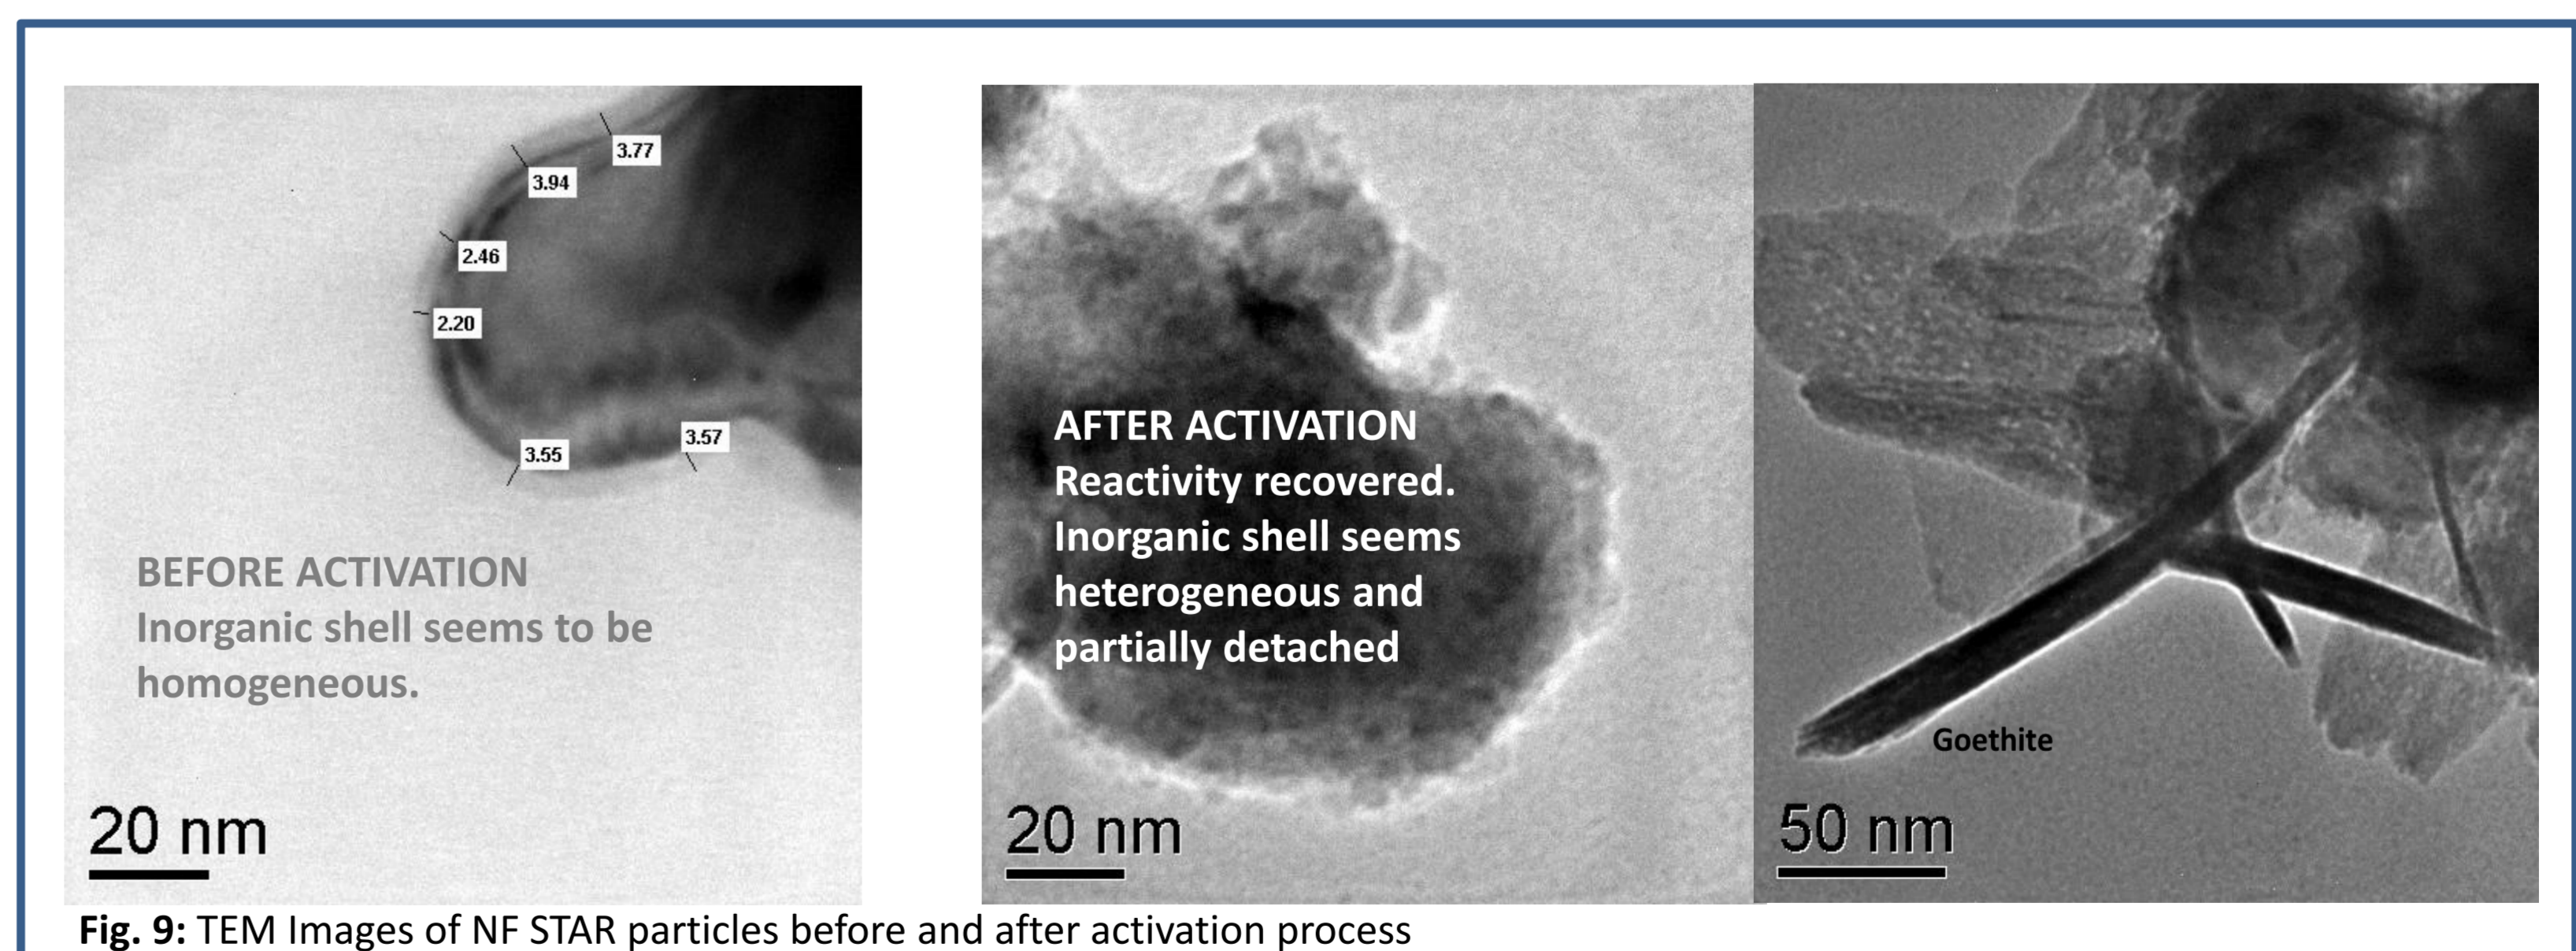 3.77
3.94
2.46
2.20
3.55
3.57
BEFORE ACTIVATION
Inorganic shell seems to be
homogeneous.
20 nm
AFTER ACTIVATION
Reactivity recovered.
Inorganic shell seems
heterogeneous and
partially detached
20 nm
Goethite
50 nm
Fig. 9: TEM Images of NF STAR particles before and after activation process